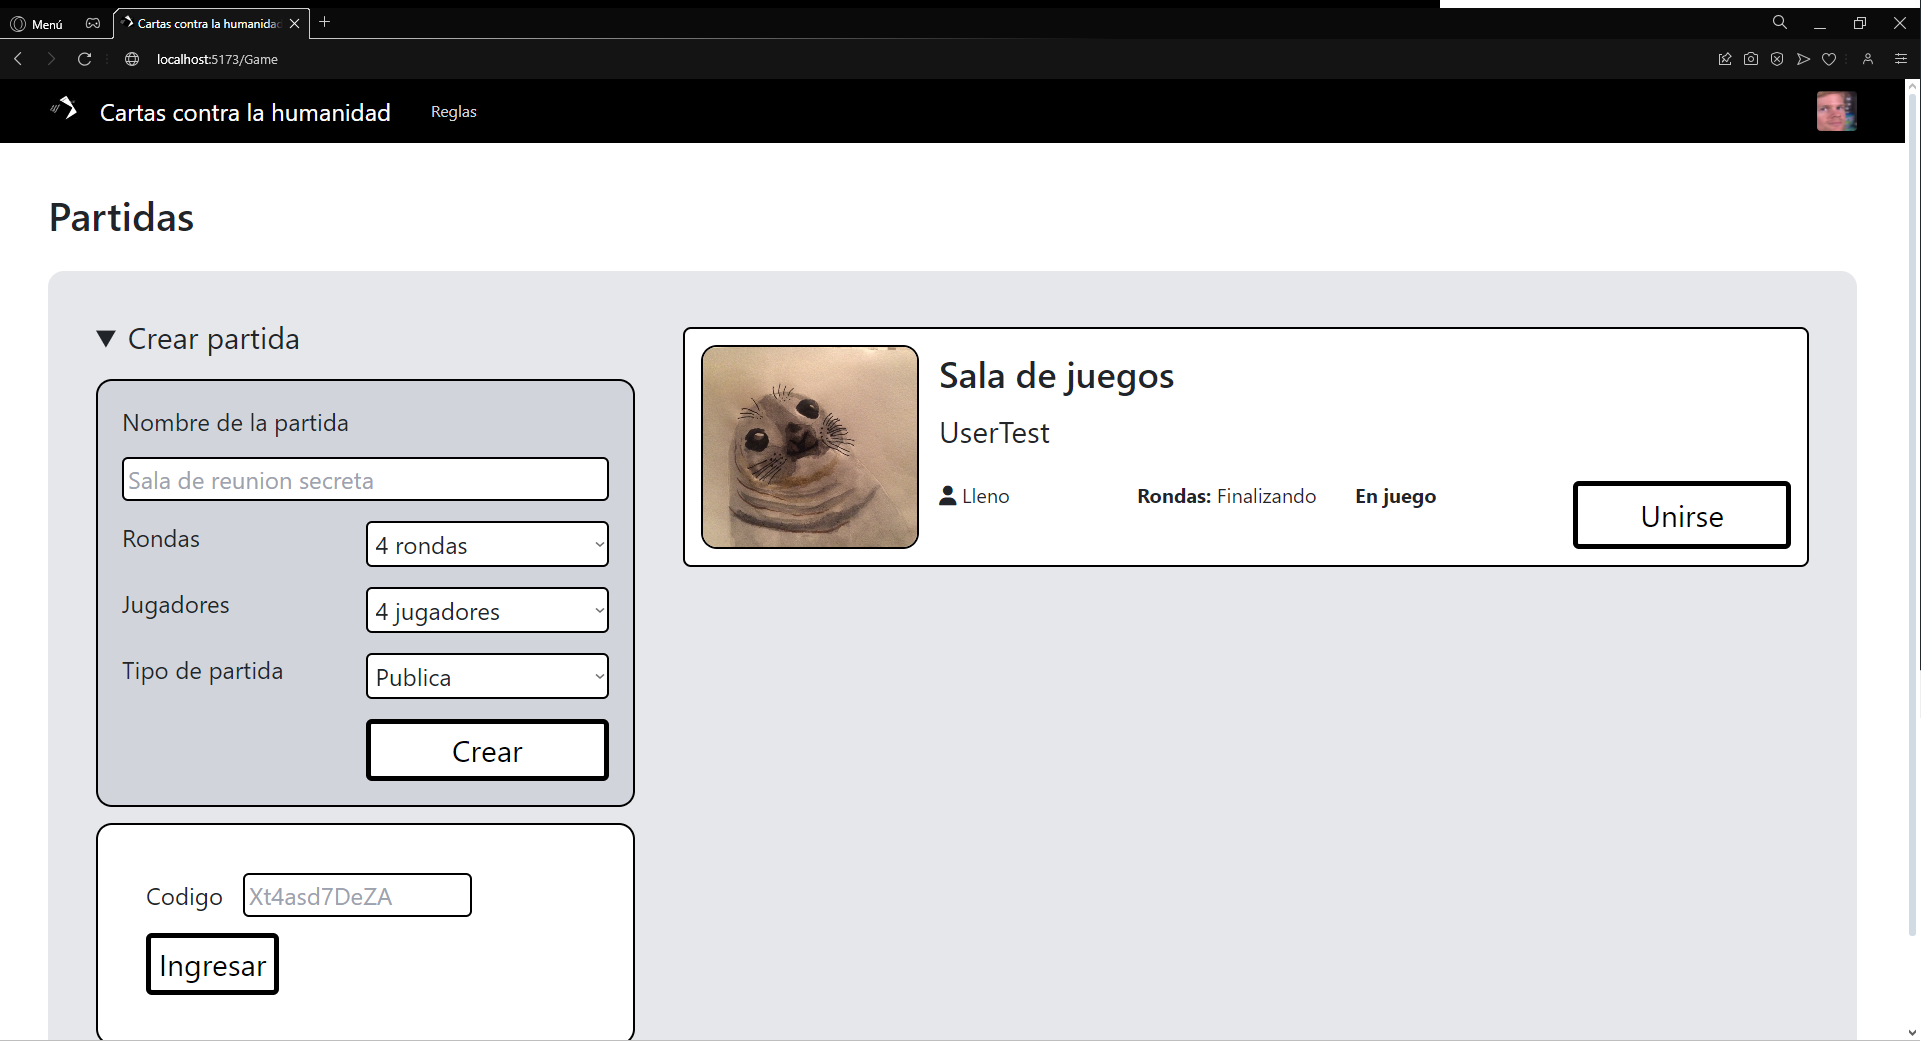 Menú
Cartas contra la humanidad
localhost:5173/Game
Cartas contra la humanidad
Reglas
Partidas
▼ Crear partida
Nombre de la partida
Sala de reunion secreta
Rondas
4 rondas
Jugadores
4 jugadores
Tipo de partida
Publica
Crear
Codigo
Xt4asd7DeZA
Ingresar
Sala de juegos
UserTest
Lleno
Rondas: Finalizando
En juego
Unirse